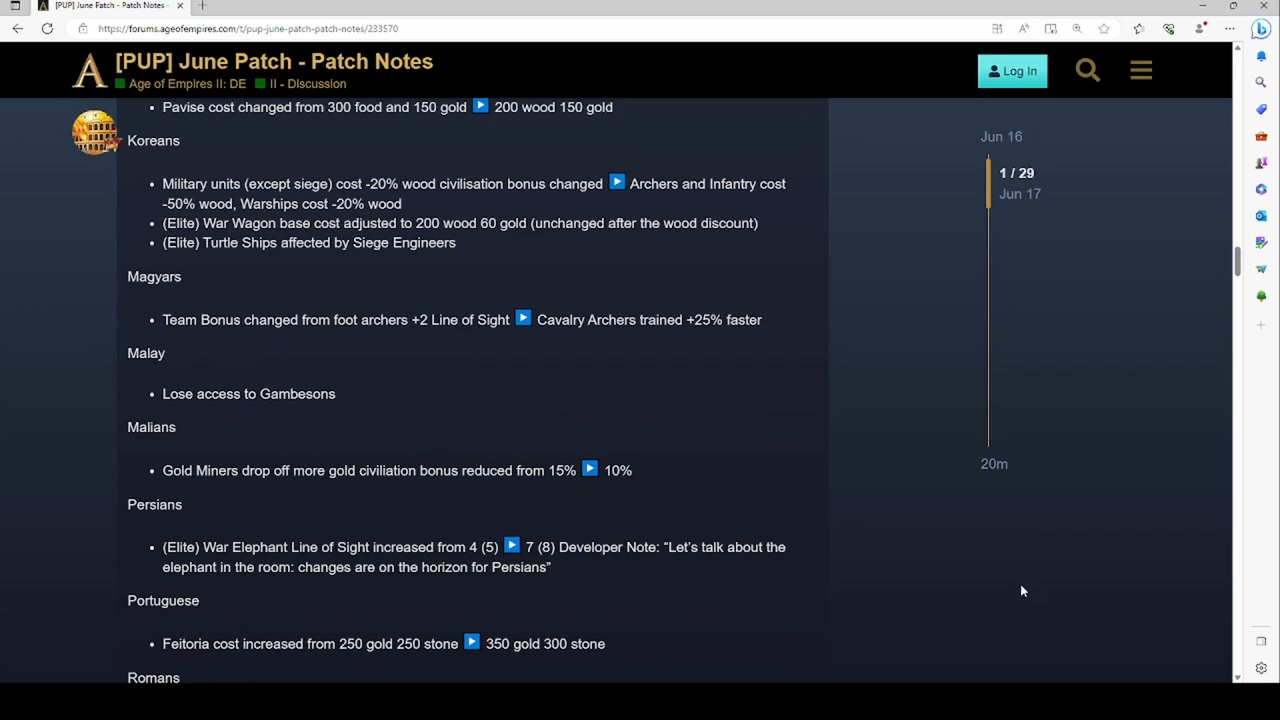 [PUP] June Patch - Patch Notes -
https://forums.ageofempires.com/t/pup-june-patch-patch-notes/233570
[PUP] June Patch - Patch Notes
Age of Empires II: DE II - Discussion
Log In
• Pavise cost changed from 300 food and 150 gold ▶ 200 wood 150 gold
Koreans
• Military units (except siege) cost -20% wood civilisation bonus changed ▶ Archers and Infantry cost
-50% wood, Warships cost -20% wood
• (Elite) War Wagon base cost adjusted to 200 wood 60 gold (unchanged after the wood discount)
• (Elite) Turtle Ships affected by Siege Engineers
Magyars
• Team Bonus changed from foot archers +2 Line of Sight ▶ Cavalry Archers trained +25% faster
Malay
• Lose access to Gambesons
Malians
• Gold Miners drop off more gold civiliation bonus reduced from 15% ▶ 10%
Persians
• (Elite) War Elephant Line of Sight increased from 4 (5) ▶ 7 (8) Developer Note: “Let’s talk about the
elephant in the room: changes are on the horizon for Persians”
Portuguese
• Feitoria cost increased from 250 gold 250 stone ▶ 350 gold 300 stone
Romans
Jun 16
1 / 29
Jun 17
20m